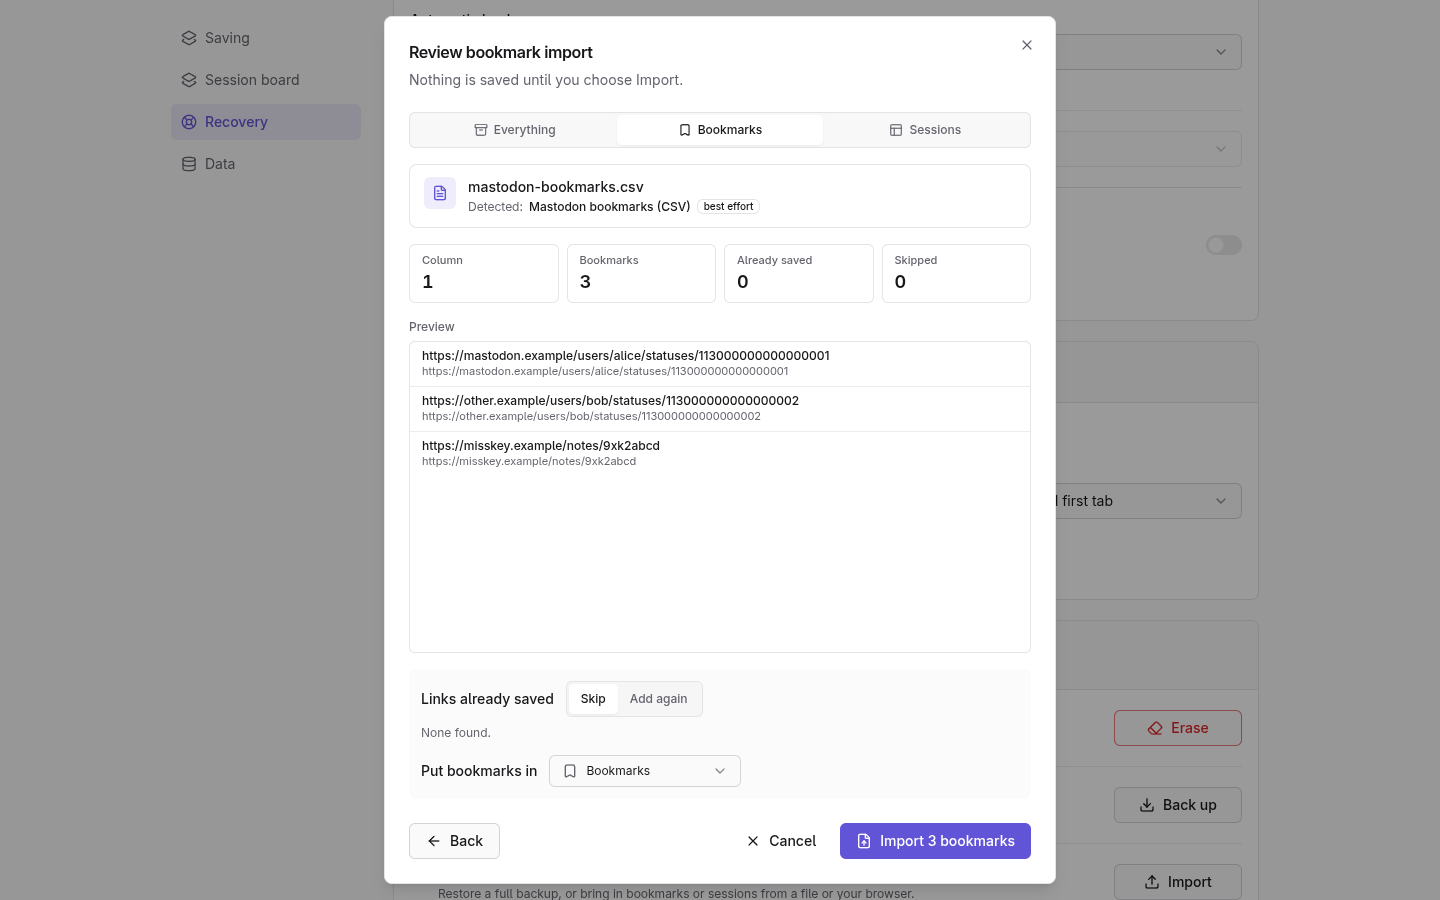 Saving
Session board
Recovery
Data
Review bookmark import
Nothing is saved until you choose Import.
Everything
Bookmarks
Sessions
mastodon-bookmarks.csv
Detected: Mastodon bookmarks (CSV) best effort
Column
1
Bookmarks
3
Already saved
0
Skipped
0
Preview
https://mastodon.example/users/alice/statuses/113000000000000001
https://mastodon.example/users/alice/statuses/113000000000000001
https://other.example/users/bob/statuses/113000000000000002
https://other.example/users/bob/statuses/113000000000000002
https://misskey.example/notes/9xk2abcd
https://misskey.example/notes/9xk2abcd
first tab
Links already saved
Skip
Add again
None found.
Put bookmarks in
Bookmarks
Erase
Back up
Back
Cancel
Import 3 bookmarks
Import
Restore a full backup, or bring in bookmarks or sessions from a file or your browser.